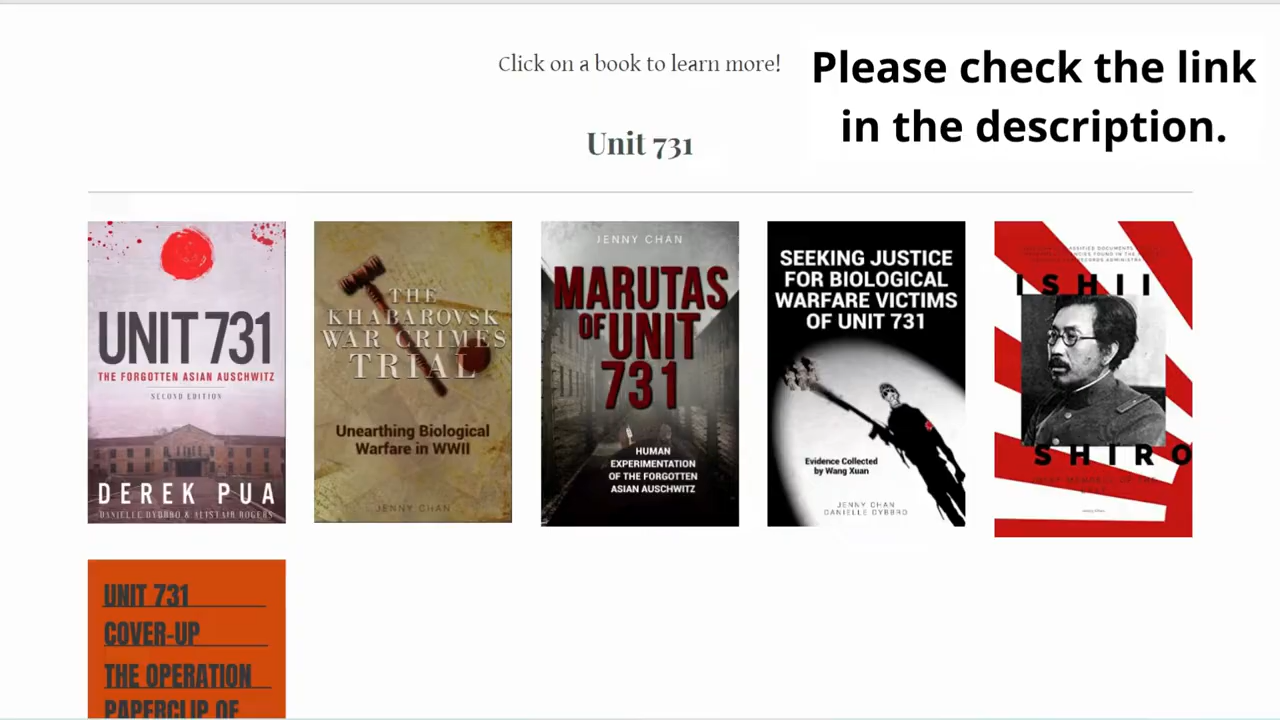 Click on a book to learn more!
Please check the link
in the description.
Unit 731
UNIT 731
THE FORGOTTEN ASIAN AUSCHWITZ
SECOND EDITION
DEREK PUA
DANIELLE DYBBRO & ALISTAIR ROGERS
THE
KHABAROVSK
WAR CRIMES
TRIAL
Unearthing Biological
Warfare in WWII
JENNY CHAN
JENNY CHAN
MARUTAS
OF UNIT
731
HUMAN
EXPERIMENTATION
OF THE FORGOTTEN
ASIAN AUSCHWITZ
SEEKING JUSTICE
FOR BIOLOGICAL
WARFARE VICTIMS
OF UNIT 731
Evidence Collected
by Wang Xuan
JENNY CHAN
DANIELLE DYBBRO
ISHII
SHIRO
UNIT 731
COVER-UP
THE OPERATION
PAPERCLIP OF